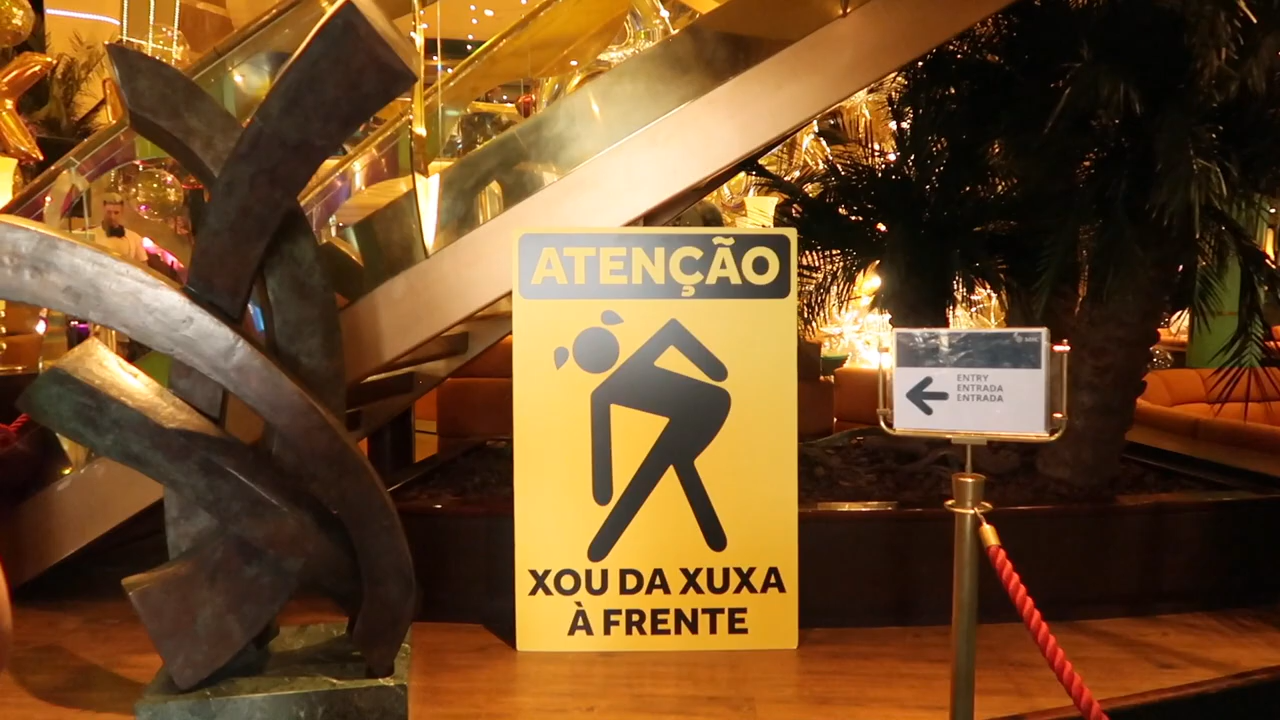 ATENÇÃO
XOU DA XUXA
À FRENTE
ENTRY
ENTRADA
ENTRADA